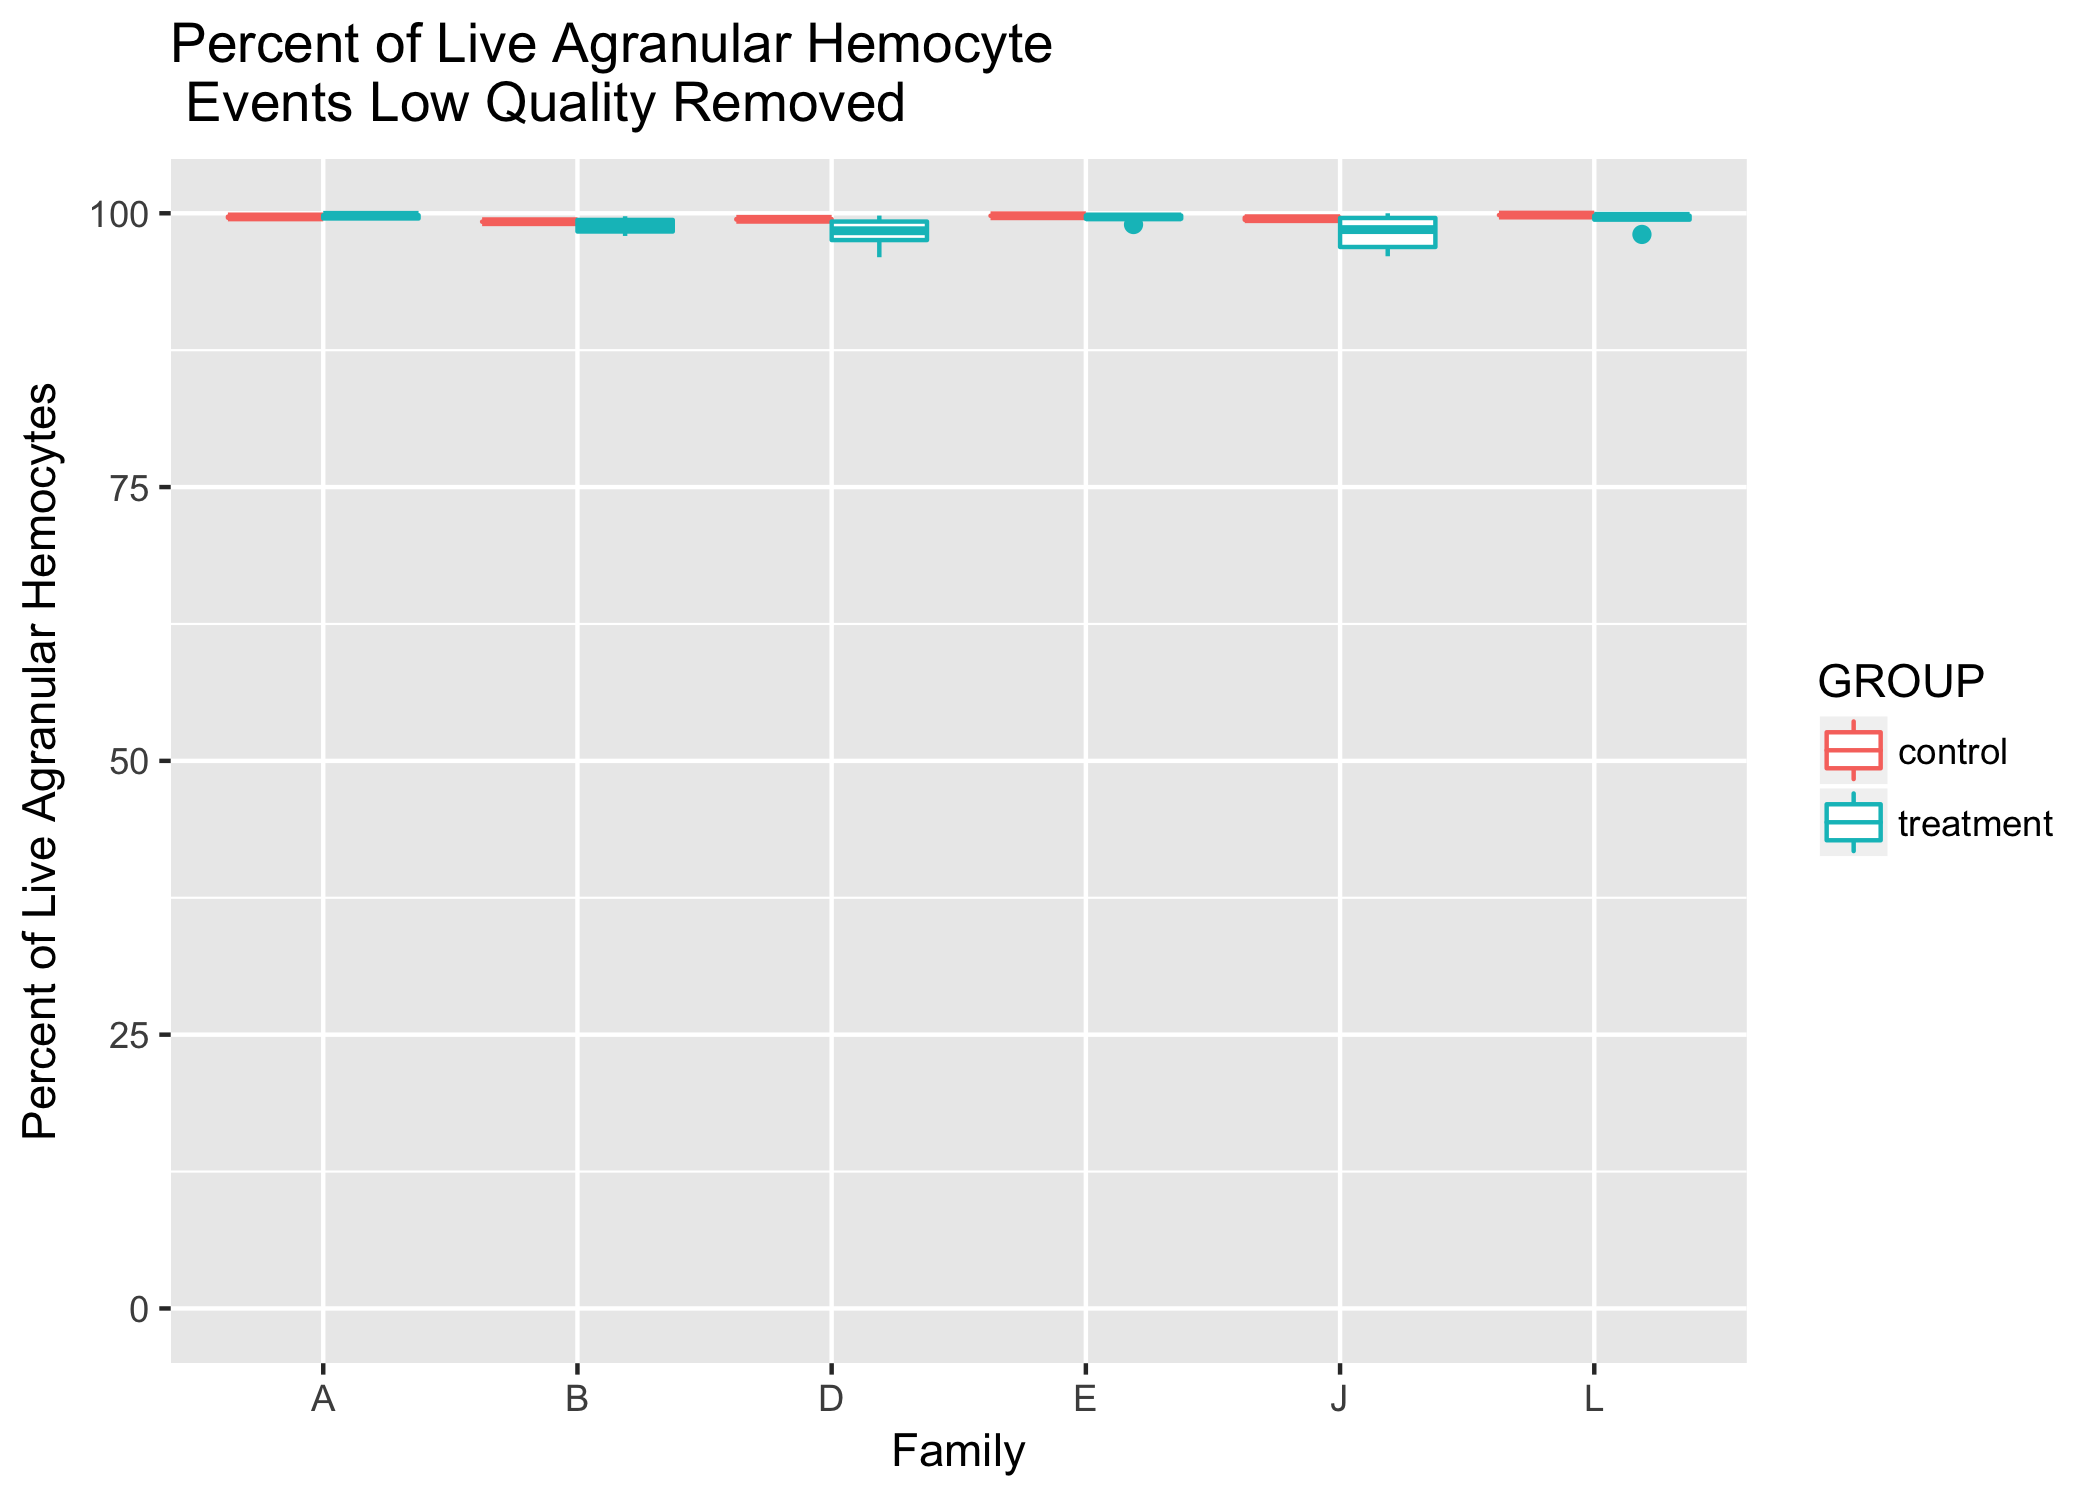 Percent of Live Agranular Hemocyte
Events Low Quality Removed
Percent of Live Agranular Hemocytes
100
75
50
25
0
A B D E J L
Family
GROUP
control
treatment